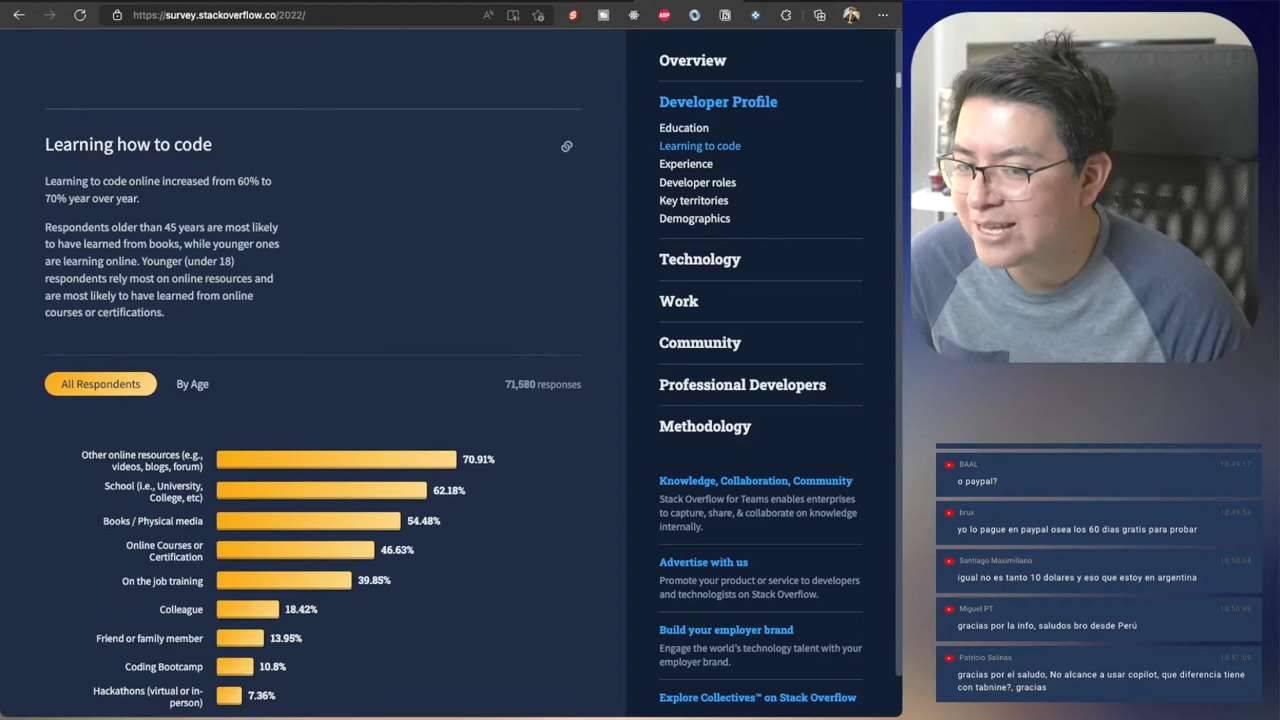 https://survey.stackoverflow.co/2022/
Learning how to code
Learning to code online increased from 60% to
70% year over year.
Respondents older than 45 years are most likely
to have learned from books, while younger ones
are learning online. Younger (under 18)
respondents rely most on online resources and
are most likely to have learned from online
courses or certifications.
All Respondents
By Age
71,580 responses
Other online resources (e.g.,
videos, blogs, forum)
70.91%
School (i.e., University,
College, etc)
62.18%
Books / Physical media
54.48%
Online Courses or
Certification
46.63%
On the job training
39.85%
Colleague
18.42%
Friend or family member
13.95%
Coding Bootcamp
10.8%
Hackathons (virtual or in-
person)
7.36%
Overview
Developer Profile
Education
Learning to code
Experience
Developer roles
Key territories
Demographics
Technology
Work
Community
Professional Developers
Methodology
Knowledge, Collaboration, Community
Stack Overflow for Teams enables enterprises
to capture, share, & collaborate on knowledge
internally.
Advertise with us
Promote your product or service to developers
and technologists on Stack Overflow.
Build your employer brand
Engage the world's technology talent with your
employer brand.
Explore Collectives™ on Stack Overflow
BAAL
18:49:17
o paypal?
brux
18:49:53
yo lo pague en paypal osea los 60 dias gratis para probar
Santiago Maximiliano
igual no es tanto 10 dolares y eso que estoy en argentina
Miguel PT
gracias por la info, saludos bro desde Perú
Patricio Salinas
18:51:09
gracias por el saludo, No alcance a usar copilot, que diferencia tiene
con tabnine?, gracias